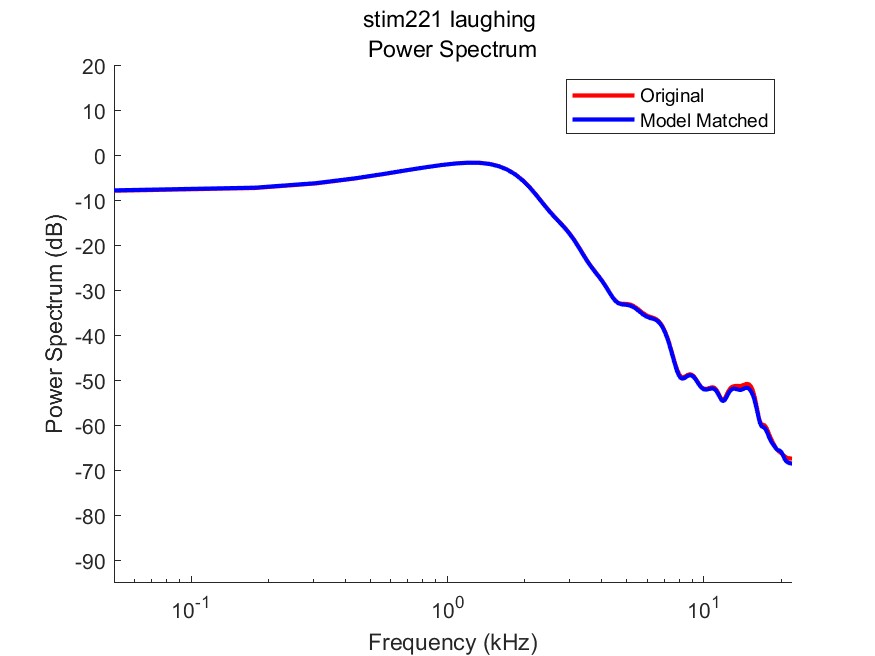 stim221 laughing
Power Spectrum
Original
Model Matched
20
10
0
-10
-20
-30
-40
-50
-60
-70
-80
-90
Power Spectrum (dB)
10^-1
10^0
10^1
Frequency (kHz)